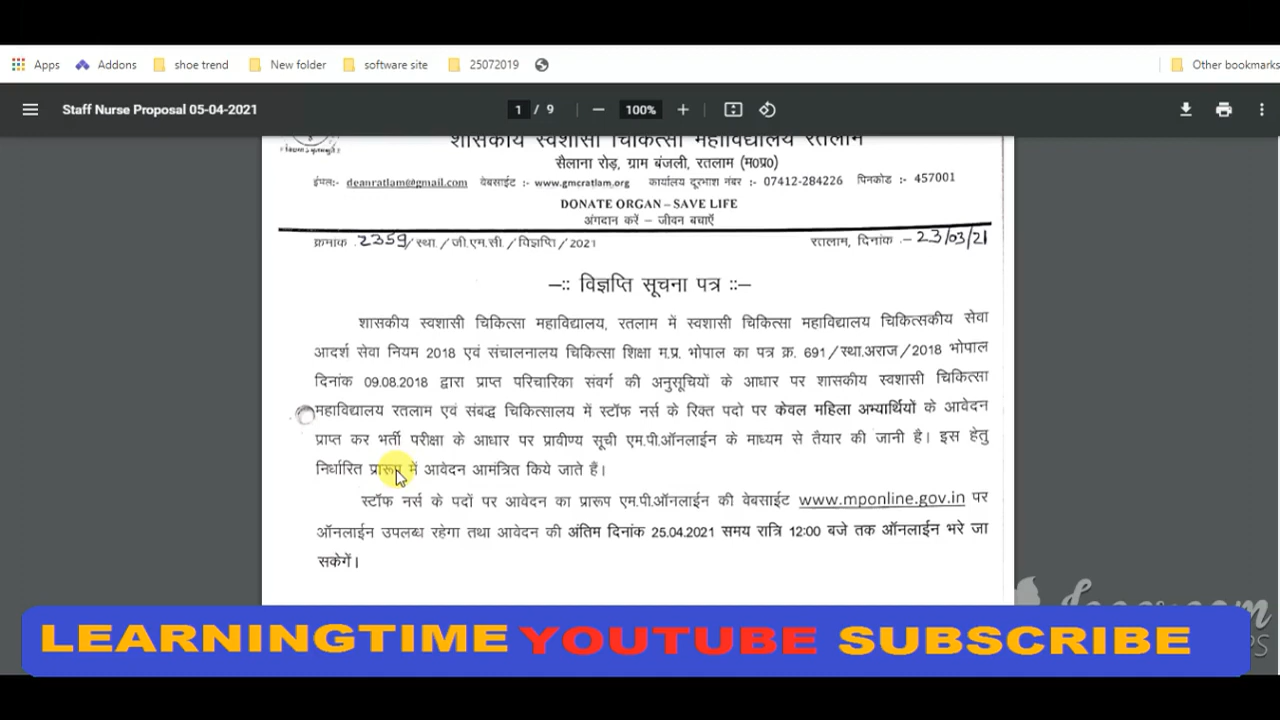 Apps Addons shoe trend New folder software site 25072019 Other bookmarks
Staff Nurse Proposal 05-04-2021 1 / 9 100%
शासकीय स्वशासी चिकित्सा महाविद्यालय रतलाम
सैलाना रोड़, ग्राम बंजली, रतलाम (म0प्र0)
ईमेल:- deanratlam@gmail.com वेबसाईट :- www.gmcratlam.org कार्यालय दूरभाश नंबर :- 07412-284226 पिनकोड :- 457001
DONATE ORGAN – SAVE LIFE
अंगदान करें – जीवन बचाएँ
क्रमांक 2359/स्था./जी.एम.सी./विज्ञप्ति/2021 रतलाम, दिनांक .- 23/03/21
—:: विज्ञप्ति सूचना पत्र ::—
शासकीय स्वशासी चिकित्सा महाविद्यालय, रतलाम में स्वशासी चिकित्सा महाविद्यालय चिकित्सकीय सेवा
आदर्श सेवा नियम 2018 एवं संचालनालय चिकित्सा शिक्षा म.प्र. भोपाल का पत्र क्र. 691/स्था.अराज/2018 भोपाल
दिनांक 09.08.2018 द्वारा प्राप्त परिचारिका संवर्ग की अनुसूचियों के आधार पर शासकीय स्वशासी चिकित्सा
महाविद्यालय रतलाम एवं संबद्ध चिकित्सालय में स्टॉफ नर्स के रिक्त पदो पर केवल महिला अभ्यार्थियों के आवेदन
प्राप्त कर भर्ती परीक्षा के आधार पर प्रावीण्य सूची एम.पी.ऑनलाईन के माध्यम से तैयार की जानी है। इस हेतु
निर्धारित प्रारूप में आवेदन आमंत्रित किये जाते हैं।
स्टॉफ नर्स के पदों पर आवेदन का प्रारूप एम.पी.ऑनलाईन की वेबसाईट www.mponline.gov.in पर
ऑनलाईन उपलब्ध रहेगा तथा आवेदन की अंतिम दिनांक 25.04.2021 समय रात्रि 12:00 बजे तक ऑनलाईन भरे जा
सकेगें।
LEARNINGTIME YOUTUBE SUBSCRIBE